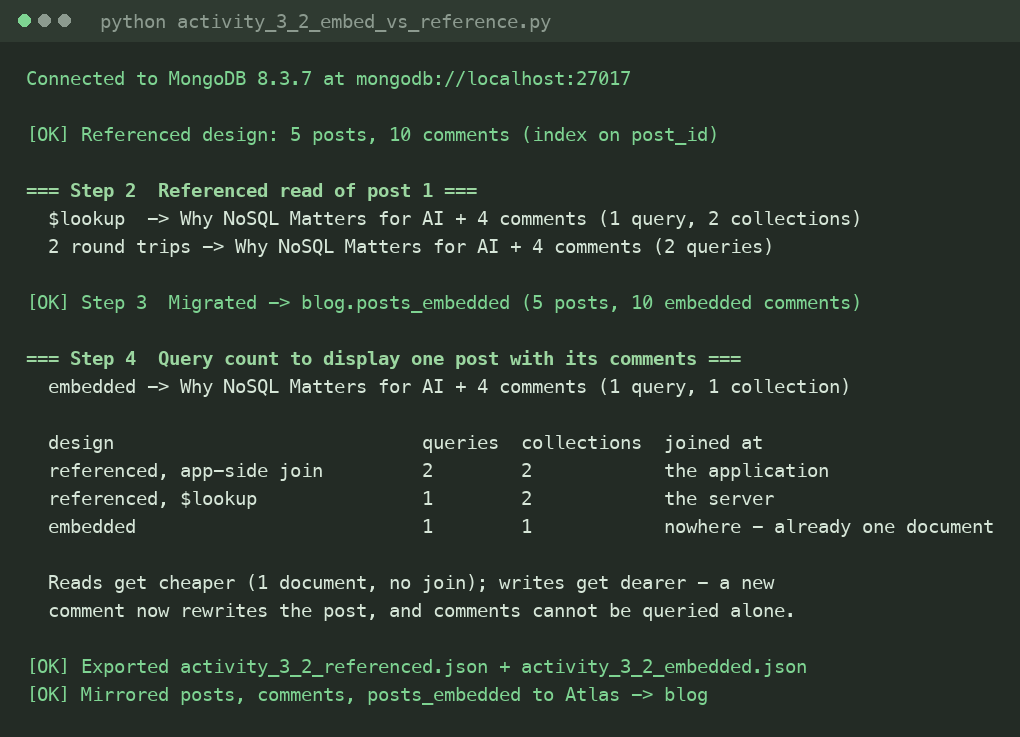 python activity_3_2_embed_vs_reference.py
Connected to MongoDB 8.3.7 at mongodb://localhost:27017
[OK] Referenced design: 5 posts, 10 comments (index on post_id)
=== Step 2  Referenced read of post 1 ===
$lookup  -> Why NoSQL Matters for AI + 4 comments (1 query, 2 collections)
2 round trips -> Why NoSQL Matters for AI + 4 comments (2 queries)
[OK] Step 3  Migrated -> blog.posts_embedded (5 posts, 10 embedded comments)
=== Step 4  Query count to display one post with its comments ===
embedded -> Why NoSQL Matters for AI + 4 comments (1 query, 1 collection)
design                            queries  collections  joined at
referenced, app-side join         2        2            the application
referenced, $lookup               1        2            the server
embedded                          1        1            nowhere - already one document
Reads get cheaper (1 document, no join); writes get dearer - a new
comment now rewrites the post, and comments cannot be queried alone.
[OK] Exported activity_3_2_referenced.json + activity_3_2_embedded.json
[OK] Mirrored posts, comments, posts_embedded to Atlas -> blog